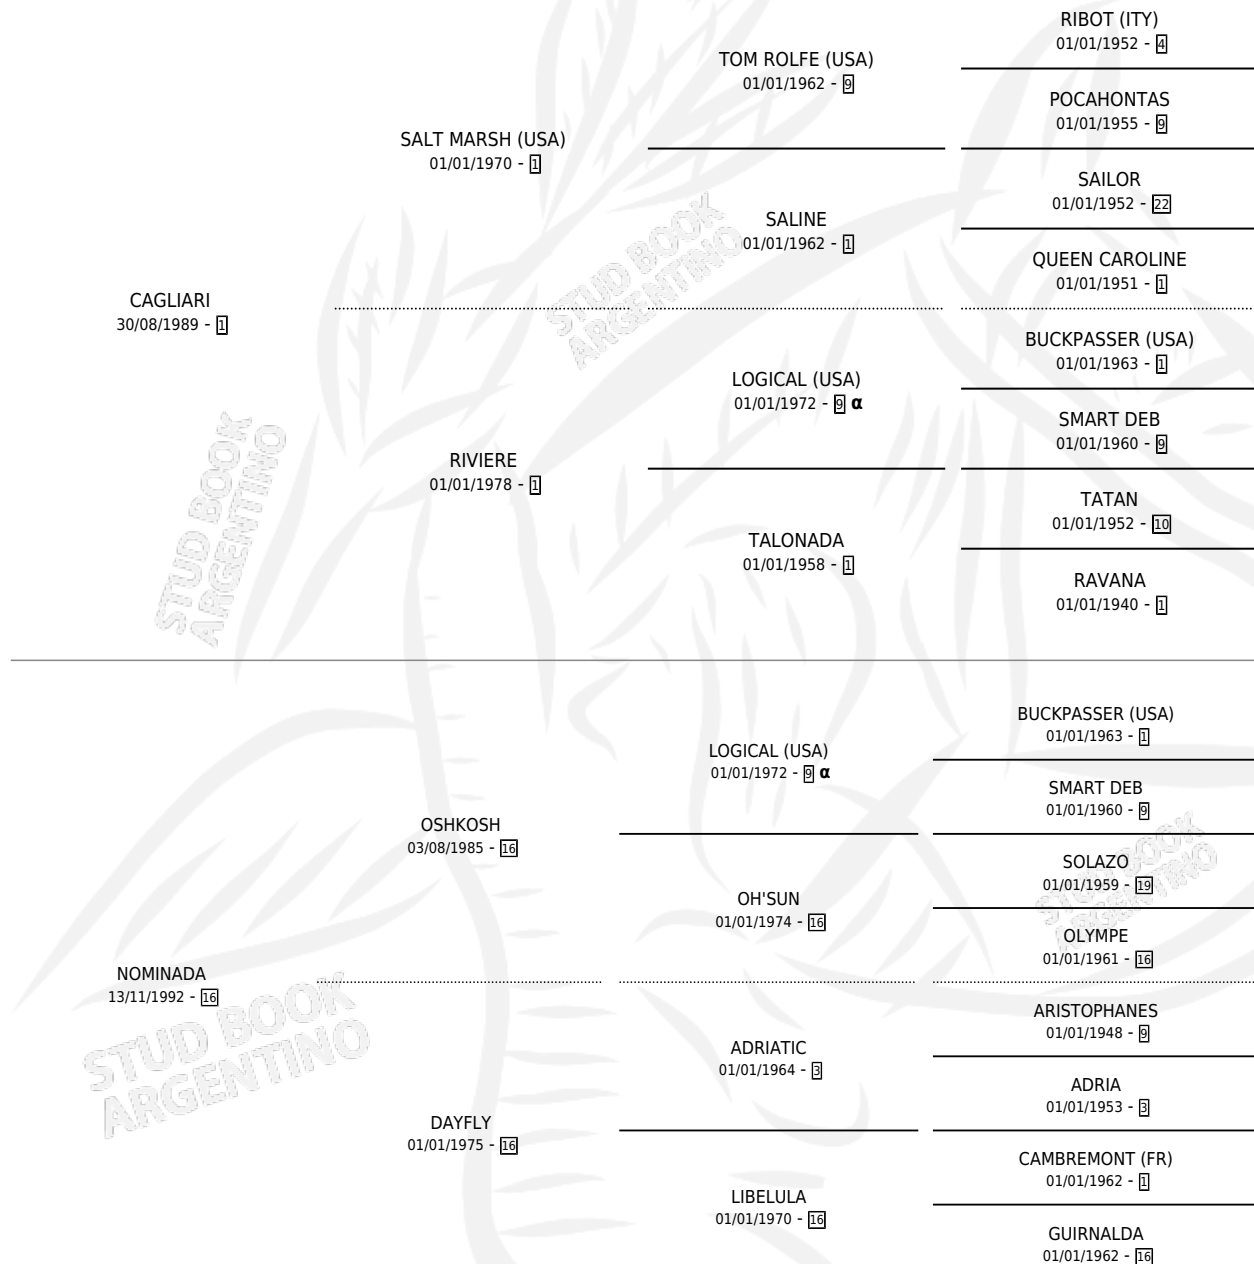 RIBOT (ITY)
01/01/1952 - 4
TOM ROLFE (USA)
01/01/1962 - 9
POCAHONTAS
01/01/1955 - 9
SALT MARSH (USA)
01/01/1970 - 1
SAILOR
01/01/1952 - 22
SALINE
01/01/1962 - 1
QUEEN CAROLINE
01/01/1951 - 1
STUD BOOK
ARGENTINO
CAGLIARI
30/08/1989 - 1
BUCKPASSER (USA)
01/01/1963 - 1
LOGICAL (USA)
01/01/1972 - 9 α
SMART DEB
01/01/1960 - 9
RIVIERE
01/01/1978 - 1
TATAN
01/01/1952 - 10
TALONADA
01/01/1958 - 1
RAVANA
01/01/1940 - 1
STUD BOOK
ARGENTINO
BUCKPASSER (USA)
01/01/1963 - 1
LOGICAL (USA)
01/01/1972 - 9 α
SMART DEB
01/01/1960 - 9
OSHKOSH
03/08/1985 - 16
SOLAZO
01/01/1959 - 19
OH'SUN
01/01/1974 - 16
OLYMPE
01/01/1961 - 16
STUD BOOK
ARGENTINO
NOMINADA
13/11/1992 - 16
ARISTOPHANES
01/01/1948 - 9
ADRIATIC
01/01/1964 - 3
ADRIA
01/01/1953 - 3
STUD BOOK
ARGENTINO
DAYFLY
01/01/1975 - 16
CAMBREMONT (FR)
01/01/1962 - 1
LIBELULA
01/01/1970 - 16
GUIRNALDA
01/01/1962 - 16